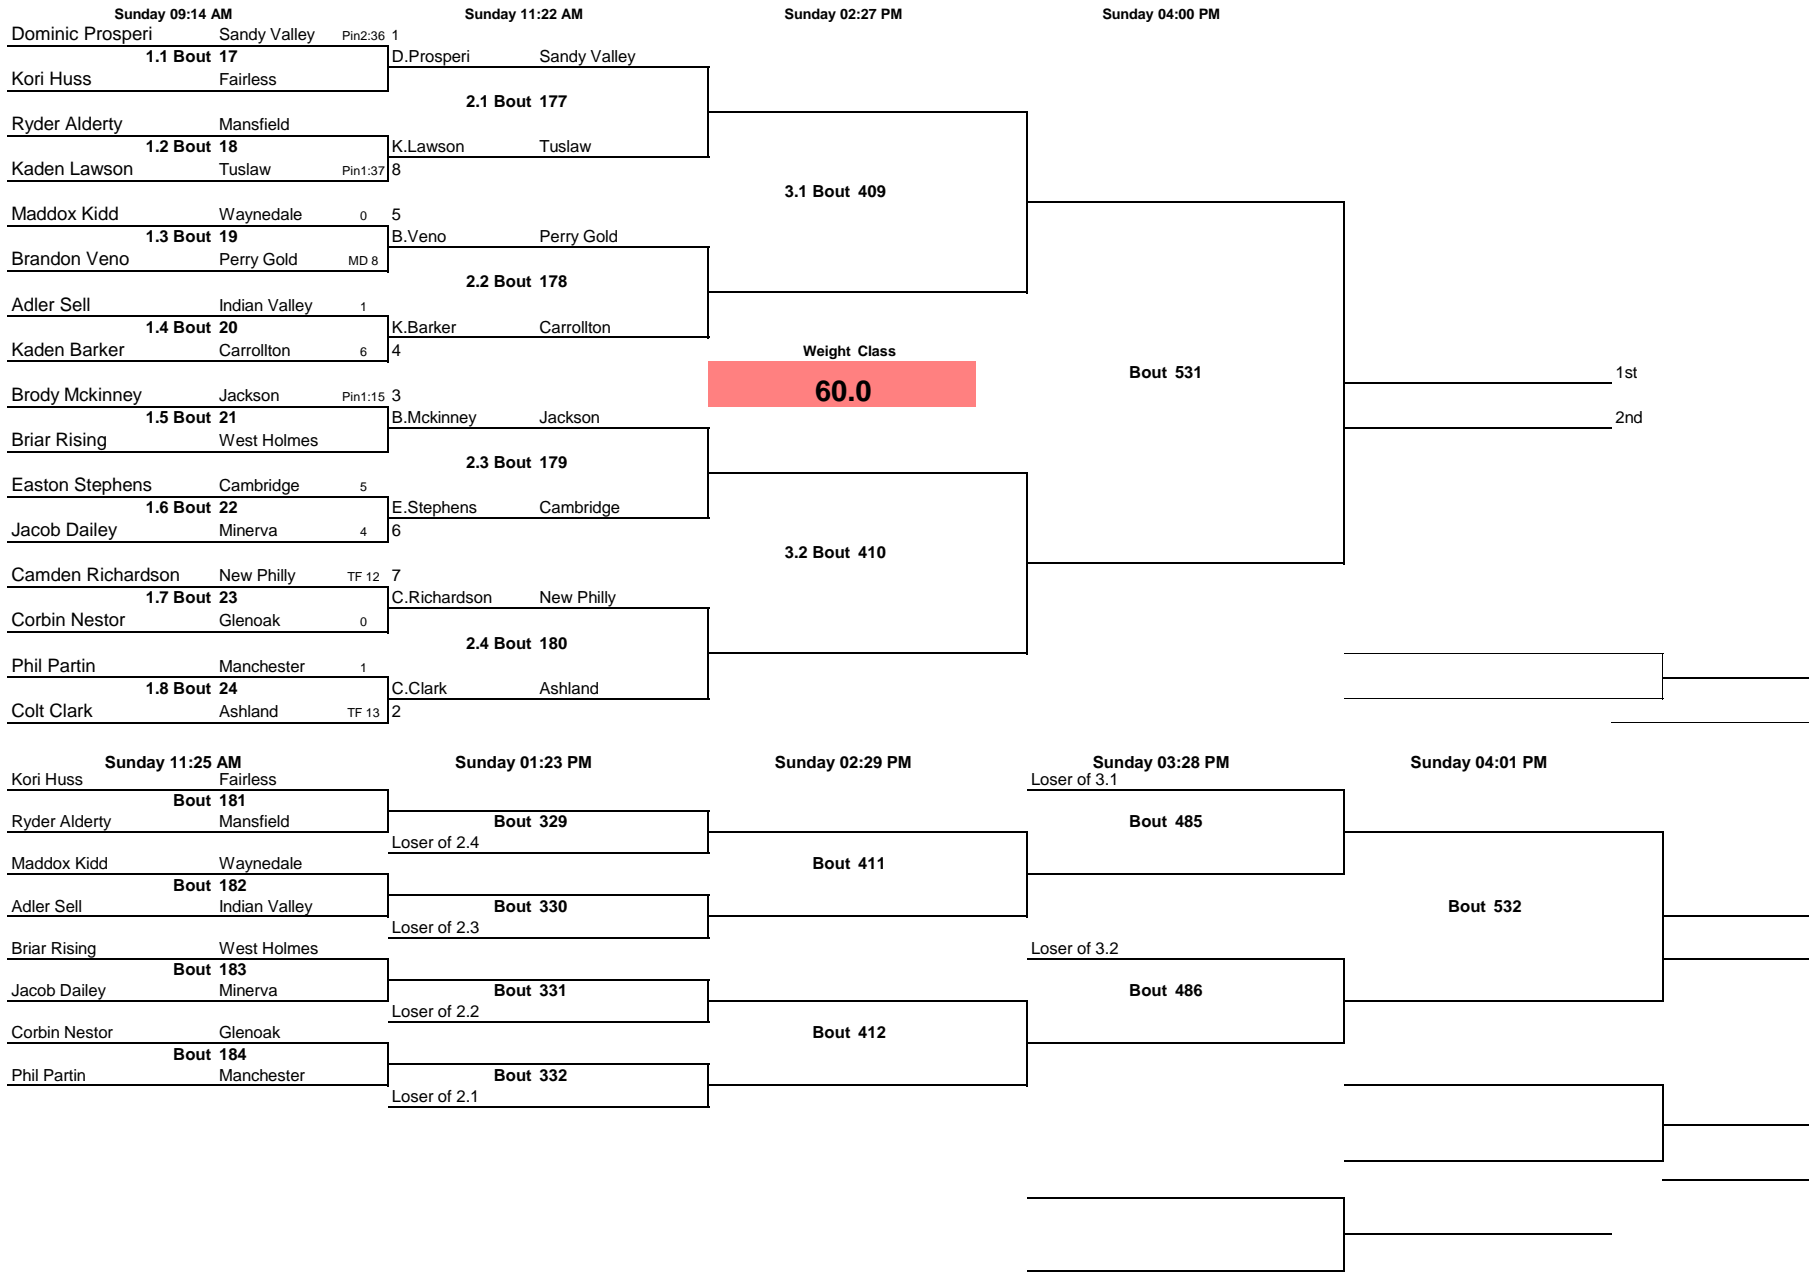 Sunday 09:14 AM Sunday 11:22 AM Sunday 02:27 PM Sunday 04:00 PM
Dominic Prosperi Sandy Valley Pin2:36 1
1.1 Bout 17 D.Prosperi Sandy Valley
Kori Huss Fairless
2.1 Bout 177
Ryder Alderty Mansfield
1.2 Bout 18 K.Lawson Tuslaw
Kaden Lawson Tuslaw Pin1:37 8
3.1 Bout 409
Maddox Kidd Waynedale 0 5
1.3 Bout 19 B.Veno Perry Gold
Brandon Veno Perry Gold MD 8
2.2 Bout 178
Adler Sell Indian Valley 1
1.4 Bout 20 K.Barker Carrollton
Kaden Barker Carrollton 6 4 Weight Class
Bout 531 1st
Brody Mckinney Jackson Pin1:15 3 60.0
1.5 Bout 21 B.Mckinney Jackson 2nd
Briar Rising West Holmes
2.3 Bout 179
Easton Stephens Cambridge 5
1.6 Bout 22 E.Stephens Cambridge
Jacob Dailey Minerva 4 6
3.2 Bout 410
Camden Richardson New Philly TF 12 7
1.7 Bout 23 C.Richardson New Philly
Corbin Nestor Glenoak 0
2.4 Bout 180
Phil Partin Manchester 1
1.8 Bout 24 C.Clark Ashland
Colt Clark Ashland TF 13 2
Sunday 11:25 AM Sunday 01:23 PM Sunday 02:29 PM Sunday 03:28 PM Sunday 04:01 PM
Kori Huss Fairless Loser of 3.1
Bout 181
Ryder Alderty Mansfield Bout 329 Bout 485
Loser of 2.4
Maddox Kidd Waynedale Bout 411
Bout 182
Adler Sell Indian Valley Bout 330 Bout 532
Loser of 2.3
Briar Rising West Holmes Loser of 3.2
Bout 183
Jacob Dailey Minerva Bout 331 Bout 486
Loser of 2.2
Corbin Nestor Glenoak Bout 412
Bout 184
Phil Partin Manchester Bout 332
Loser of 2.1